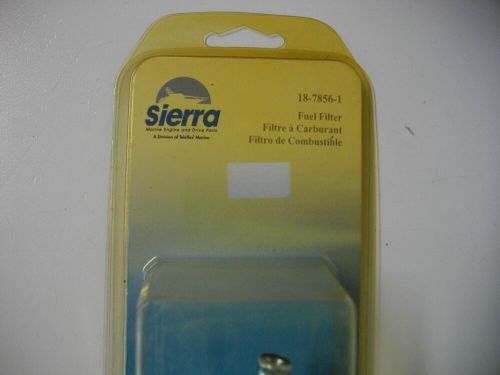 Sierra
Marine Engine and Drive Parts
A Division of Teleflex Marine
18-7856-1
Fuel Filter
Filtre à Carburant
Filtro de Combustible